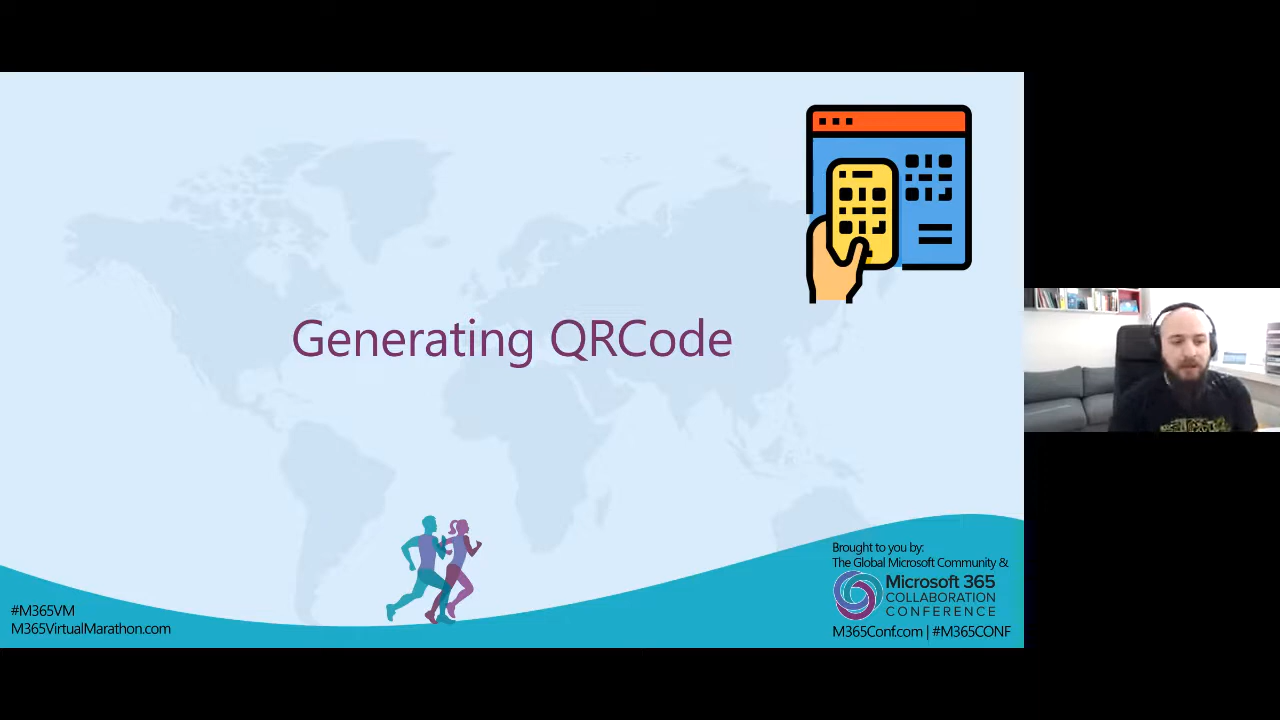 Generating QRCode
Brought to you by:
The Global Microsoft Community &
Microsoft 365
COLLABORATION
CONFERENCE
M365Conf.com | #M365CONF
#M365VM
M365VirtualMarathon.com